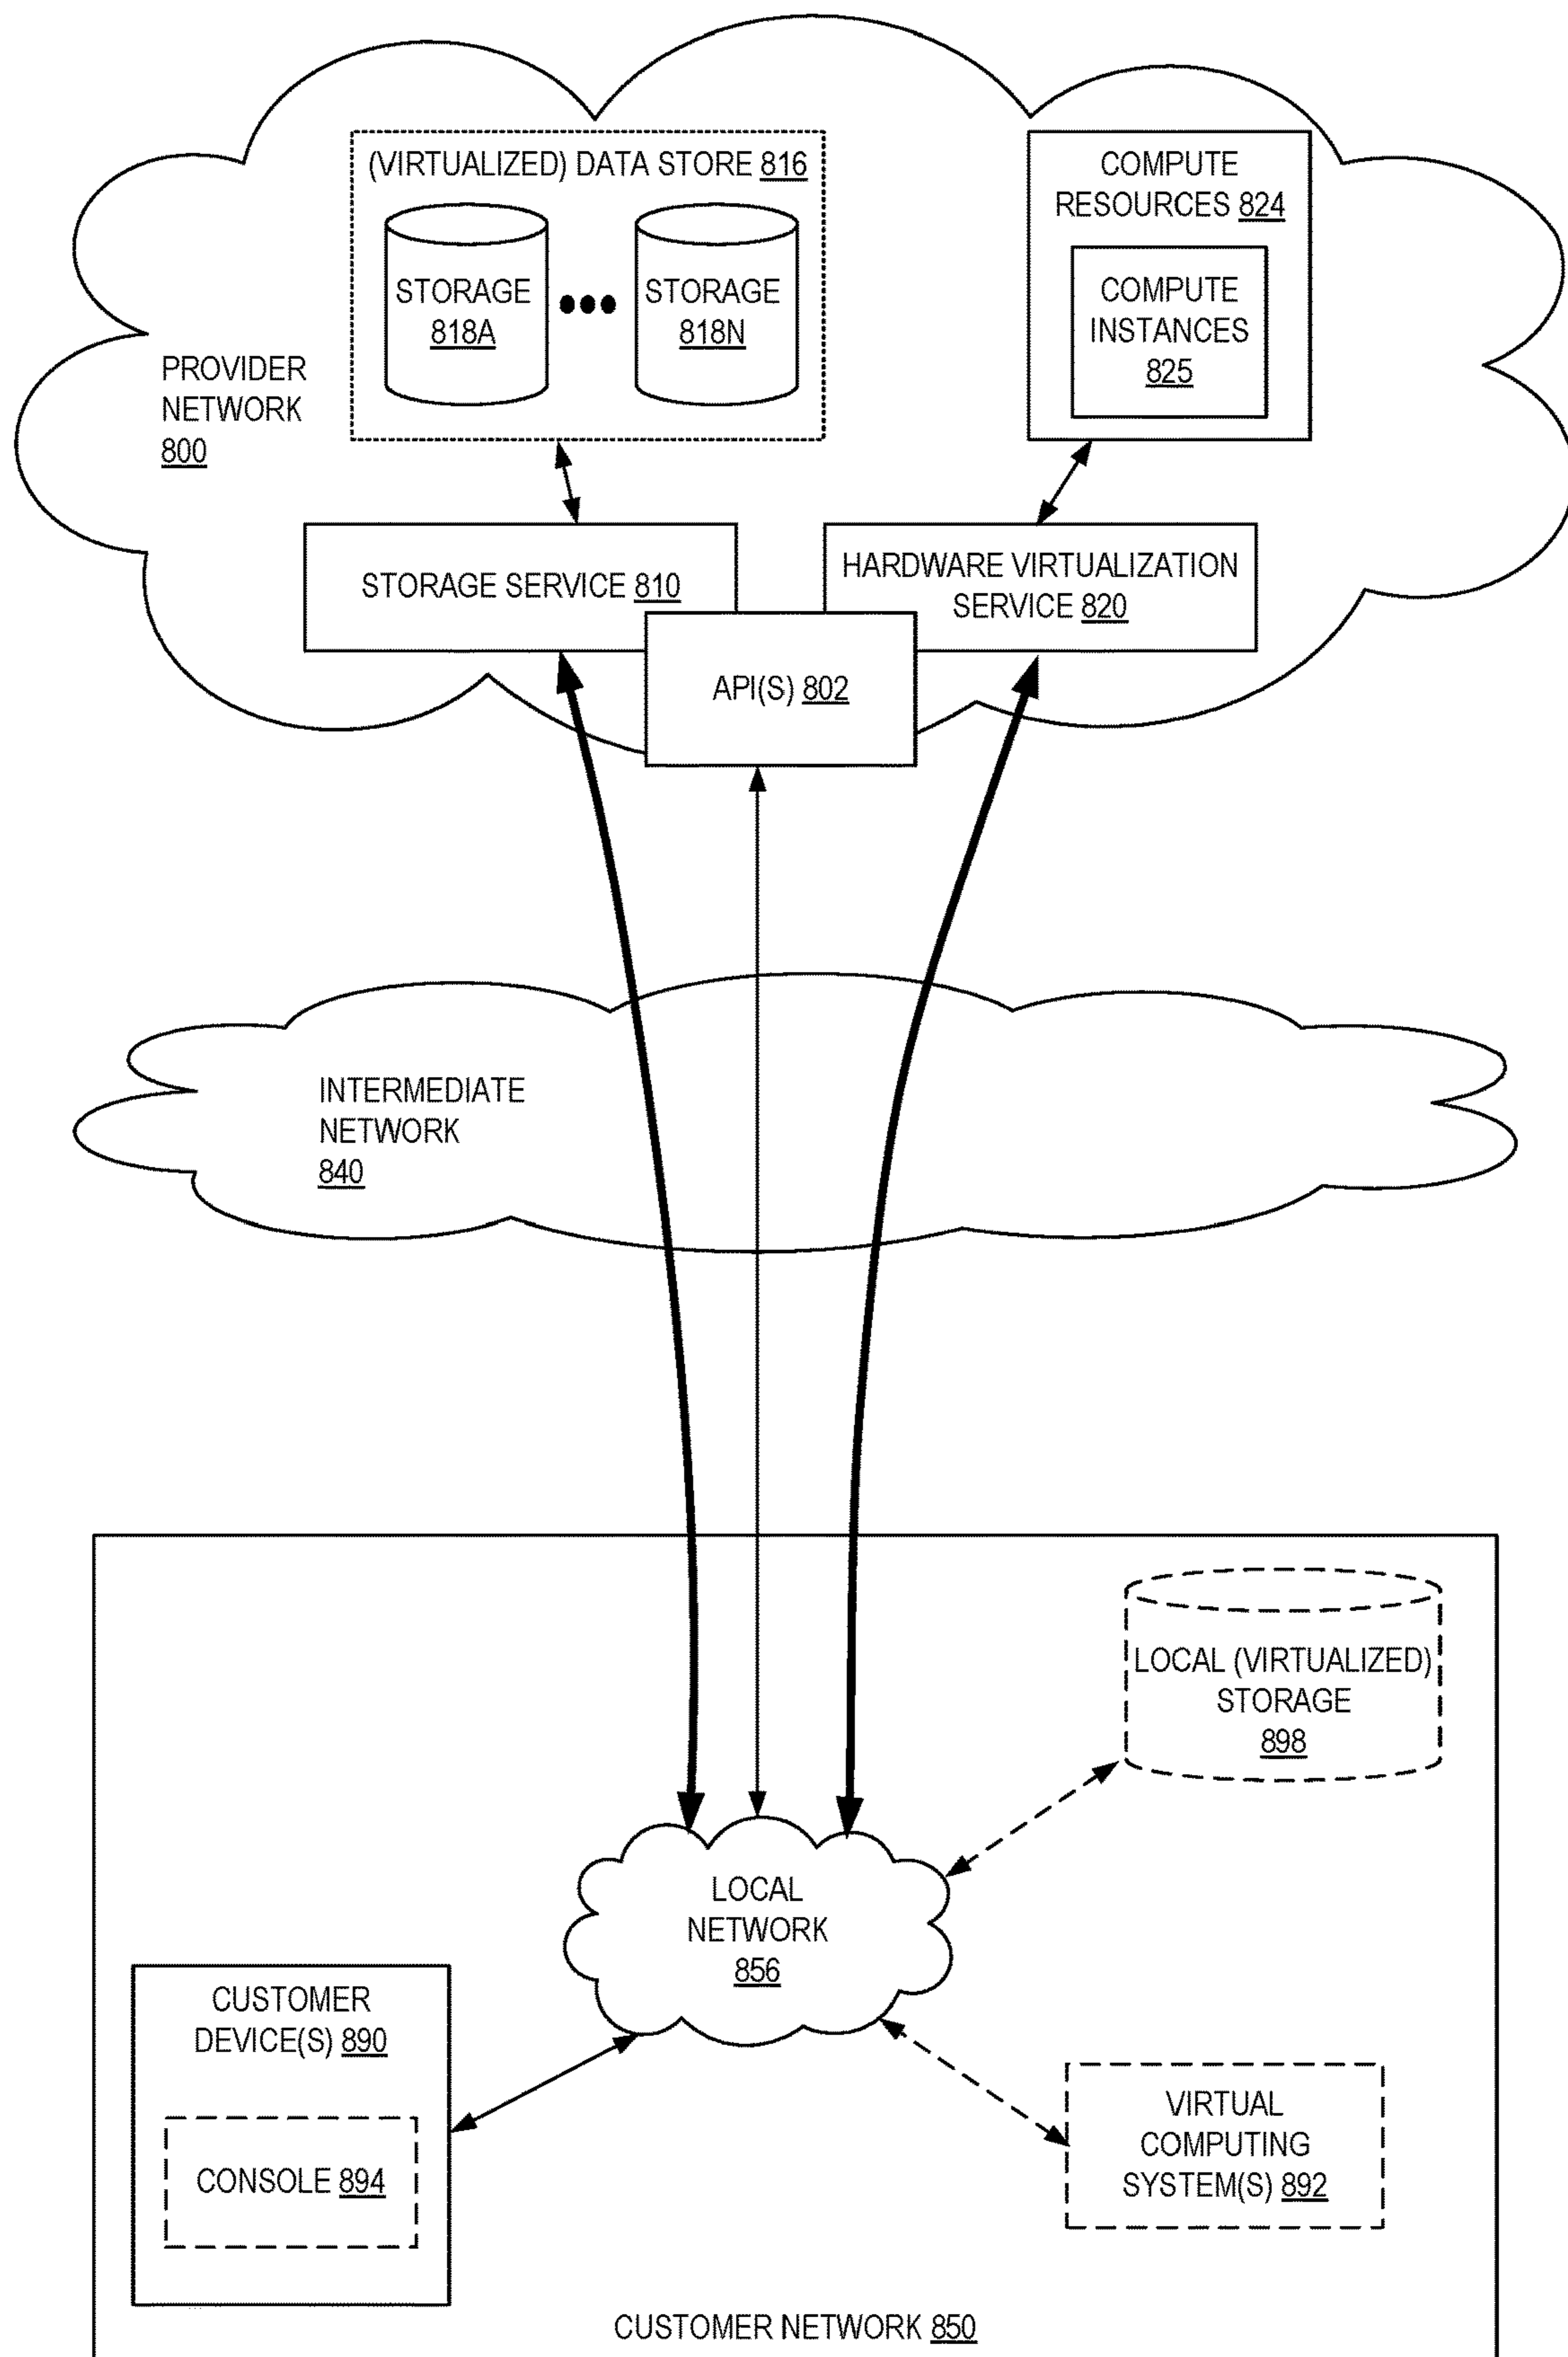 (VIRTUALIZED) DATA STORE 816
STORAGE
818A
STORAGE
818N
COMPUTE
RESOURCES 824
COMPUTE
INSTANCES
825
PROVIDER
NETWORK
800
STORAGE SERVICE 810
HARDWARE VIRTUALIZATION
SERVICE 820
API(S) 802
INTERMEDIATE
NETWORK
840
LOCAL (VIRTUALIZED)
STORAGE
898
LOCAL
NETWORK
856
CUSTOMER
DEVICE(S) 890
CONSOLE 894
VIRTUAL
COMPUTING
SYSTEM(S) 892
CUSTOMER NETWORK 850